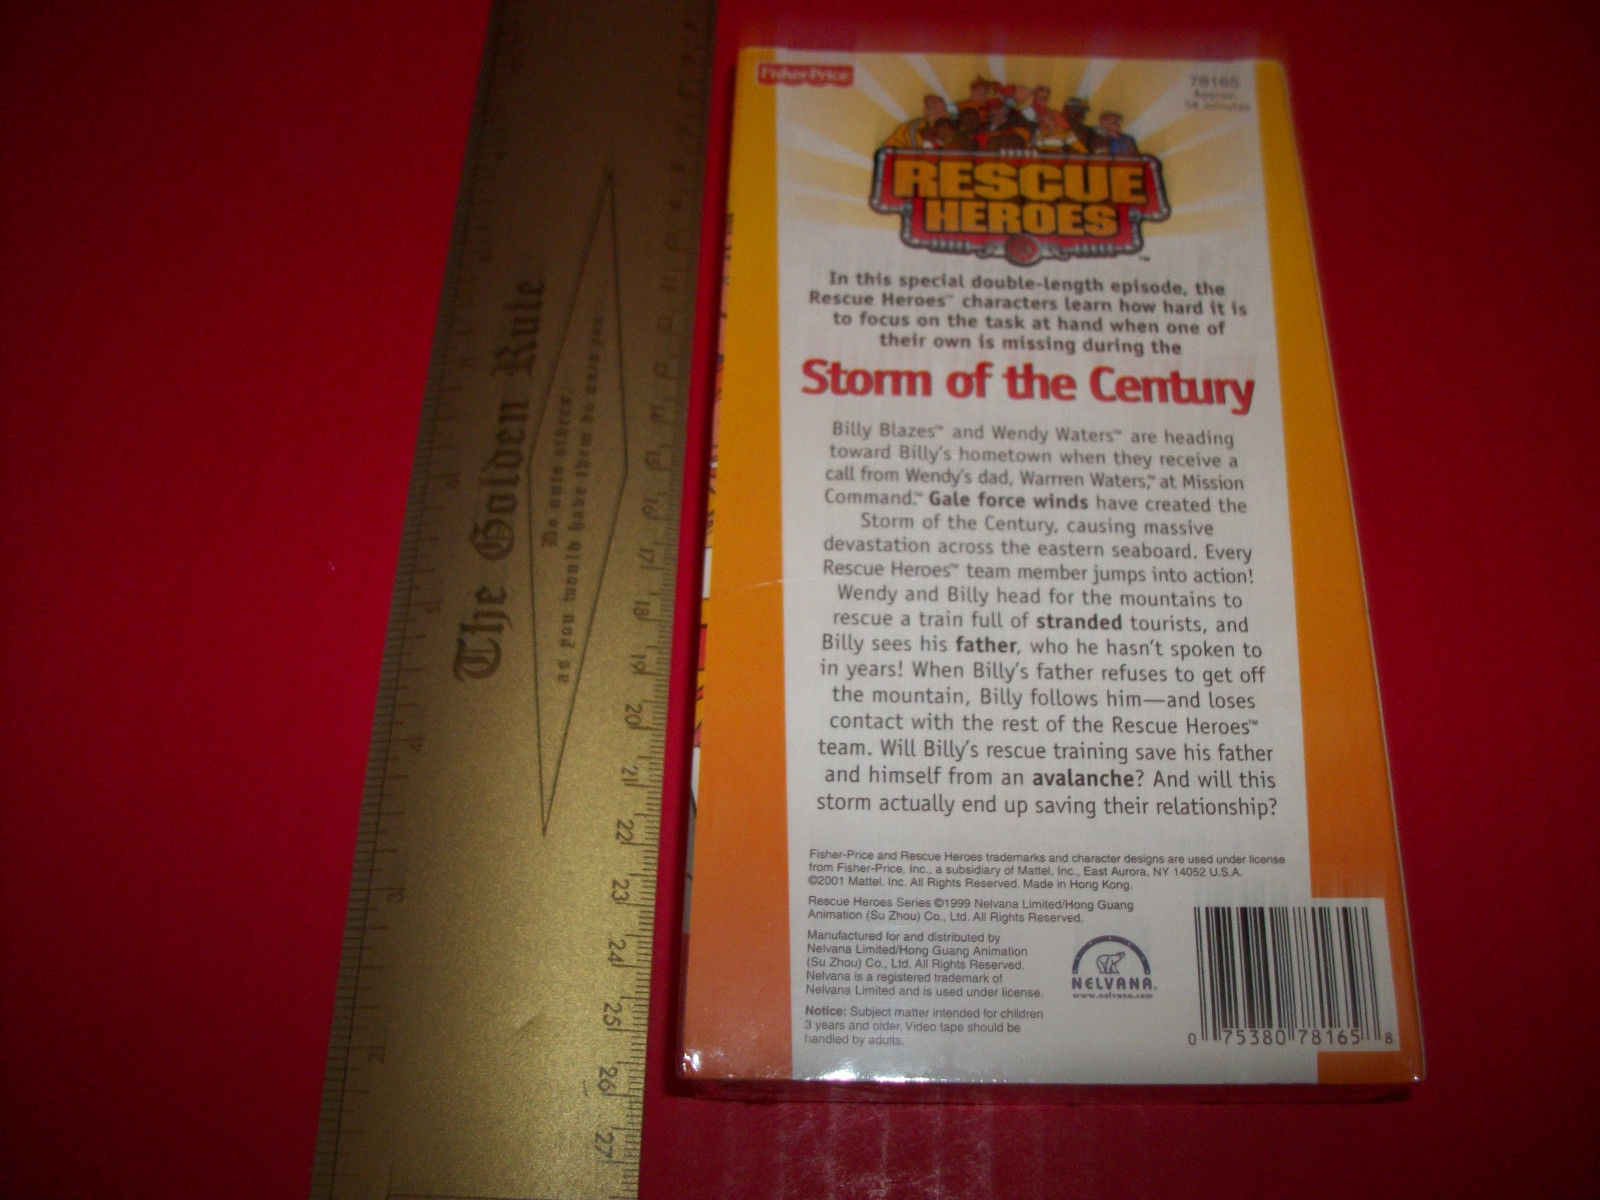 The Golden Rule
Do unto others,
as you would have them do unto you.
6
5
4
3
2
17
18
19
20
21
22
23
24
25
26
27
Fisher-Price
78165
Approx.
minutes
RESCUE
HEROES
™
In this special double-length episode, the
Rescue Heroes™ characters learn how hard it is
to focus on the task at hand when one of
their own is missing during the
Storm of the Century
Billy Blazes™ and Wendy Waters™ are heading
toward Billy's hometown when they receive a
call from Wendy's dad, Warrren Waters,™ at Mission
Command.™ Gale force winds have created the
Storm of the Century, causing massive
devastation across the eastern seaboard. Every
Rescue Heroes™ team member jumps into action!
Wendy and Billy head for the mountains to
rescue a train full of stranded tourists, and
Billy sees his father, who he hasn't spoken to
in years! When Billy's father refuses to get off
the mountain, Billy follows him—and loses
contact with the rest of the Rescue Heroes™
team. Will Billy's rescue training save his father
and himself from an avalanche? And will this
storm actually end up saving their relationship?
Fisher-Price and Rescue Heroes trademarks and character designs are used under license
from Fisher-Price, Inc., a subsidiary of Mattel, Inc., East Aurora, NY 14052 U.S.A.
©2001 Mattel, Inc. All Rights Reserved. Made in Hong Kong.
Rescue Heroes Series ©1999 Nelvana Limited/Hong Guang
Animation (Su Zhou) Co., Ltd. All Rights Reserved.
Manufactured for and distributed by
Nelvana Limited/Hong Guang Animation
(Su Zhou) Co., Ltd. All Rights Reserved.
Nelvana is a registered trademark of
Nelvana Limited and is used under license.
NELVANA.
www.nelvana.com
Notice: Subject matter intended for children
3 years and older. Video tape should be
handled by adults.
0 75380 78165 8